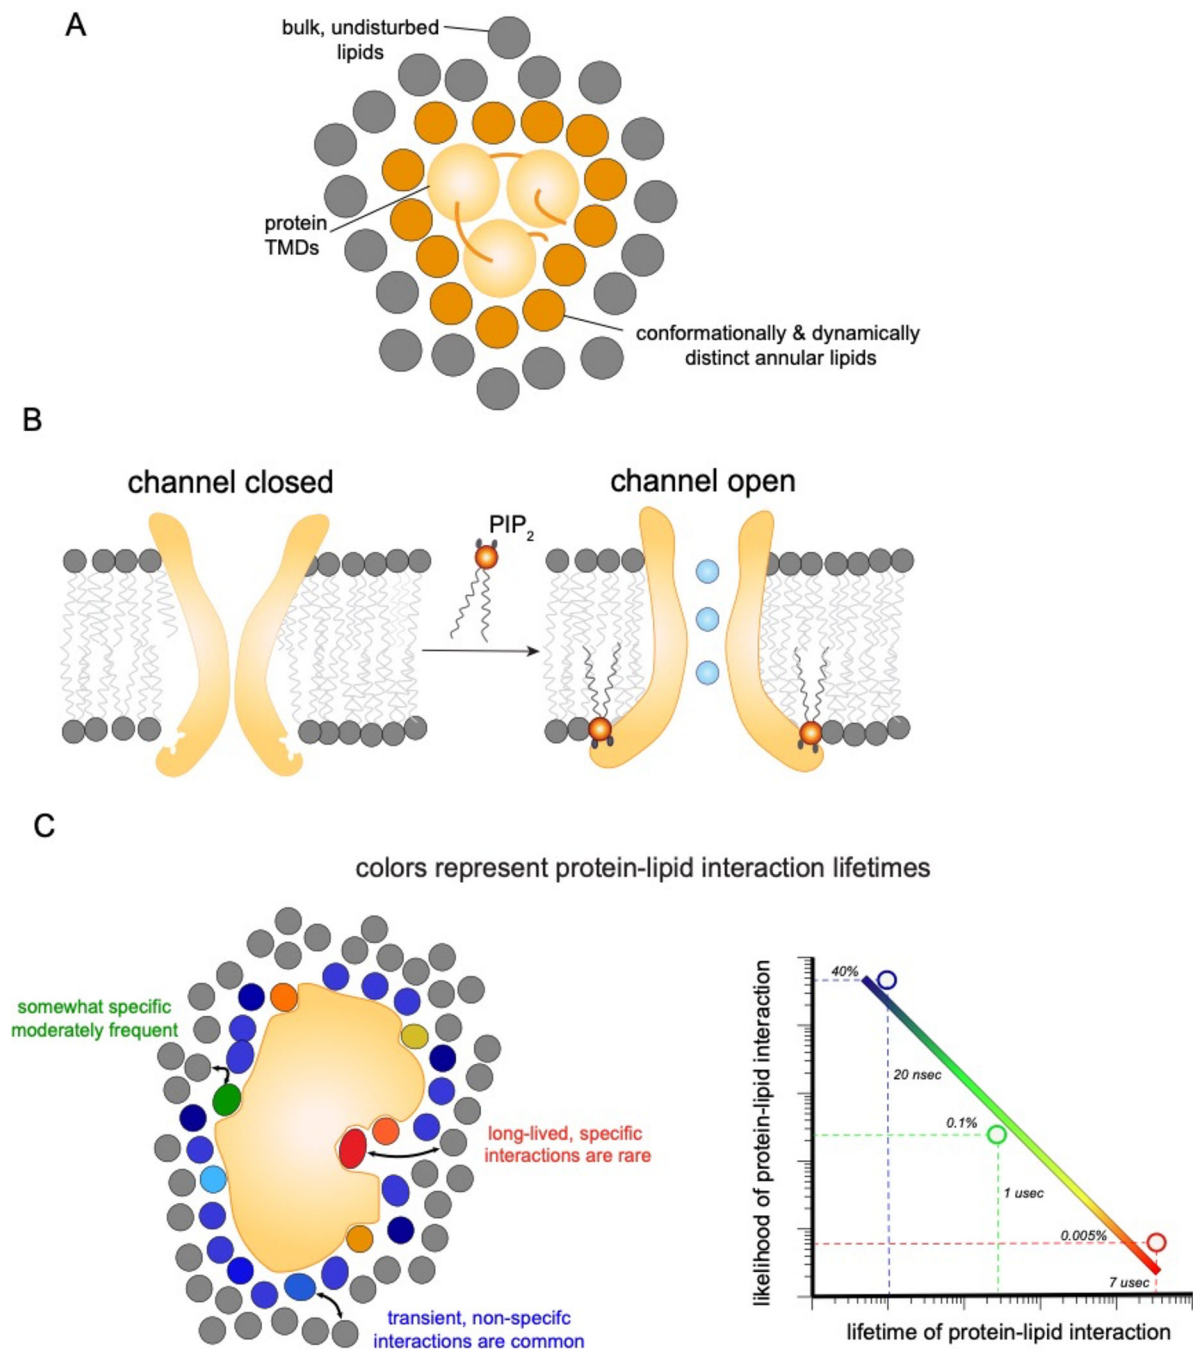 A
bulk, undisturbed
lipids
protein
TMDs
conformationally & dynamically
distinct annular lipids
B
channel closed
channel open
PIP2
C
colors represent protein-lipid interaction lifetimes
somewhat specific
moderately frequent
long-lived, specific
interactions are rare
transient, non-specifc
interactions are common
likelihood of protein-lipid interaction
40%
20 nsec
0.1%
1 usec
0.005%
7 usec
lifetime of protein-lipid interaction